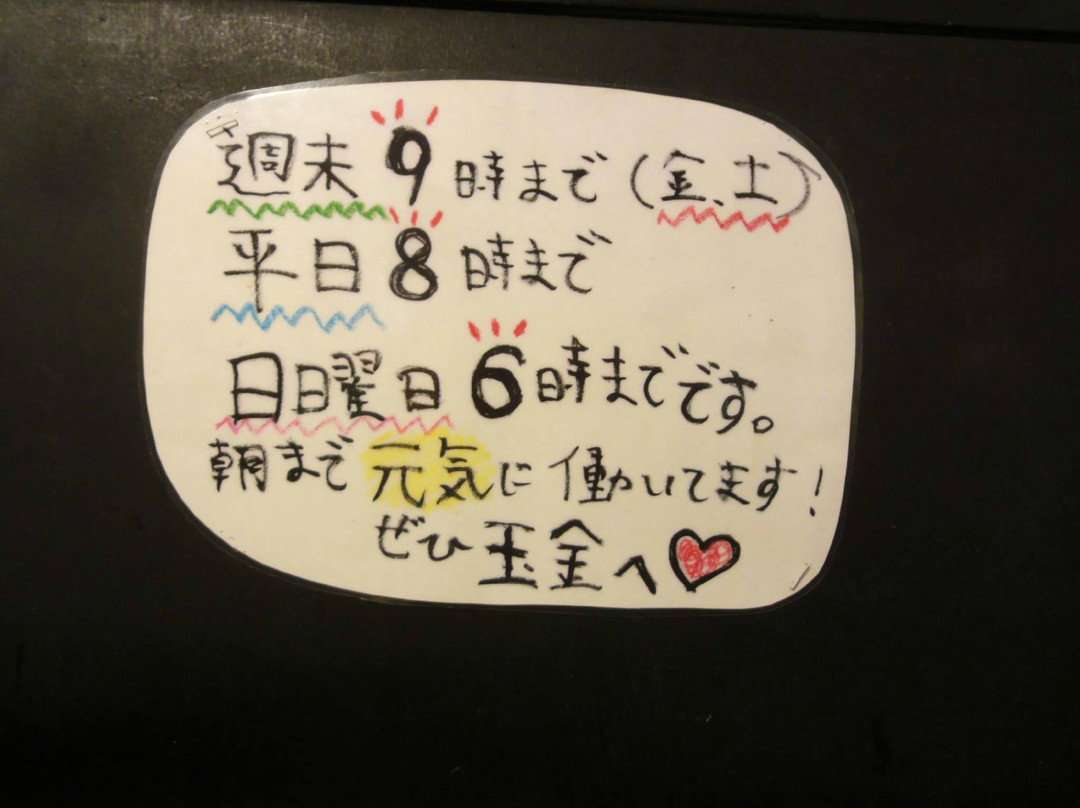 週末9時まで(金、土)
平日8時まで
日日曜日6時まででです。
朝まで元気に働いてます!
ぜひ玉金へ